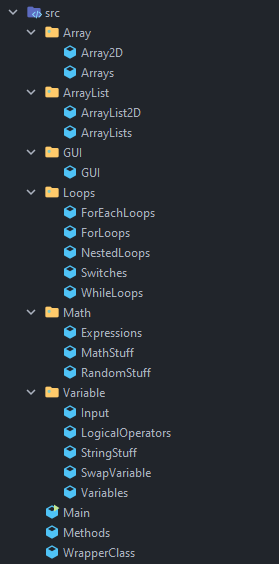 src
Array
Array2D
Arrays
ArrayList
ArrayList2D
ArrayLists
GUI
GUI
Loops
ForEachLoops
ForLoops
NestedLoops
Switches
WhileLoops
Math
Expressions
MathStuff
RandomStuff
Variable
Input
LogicalOperators
StringStuff
SwapVariable
Variables
Main
Methods
WrapperClass